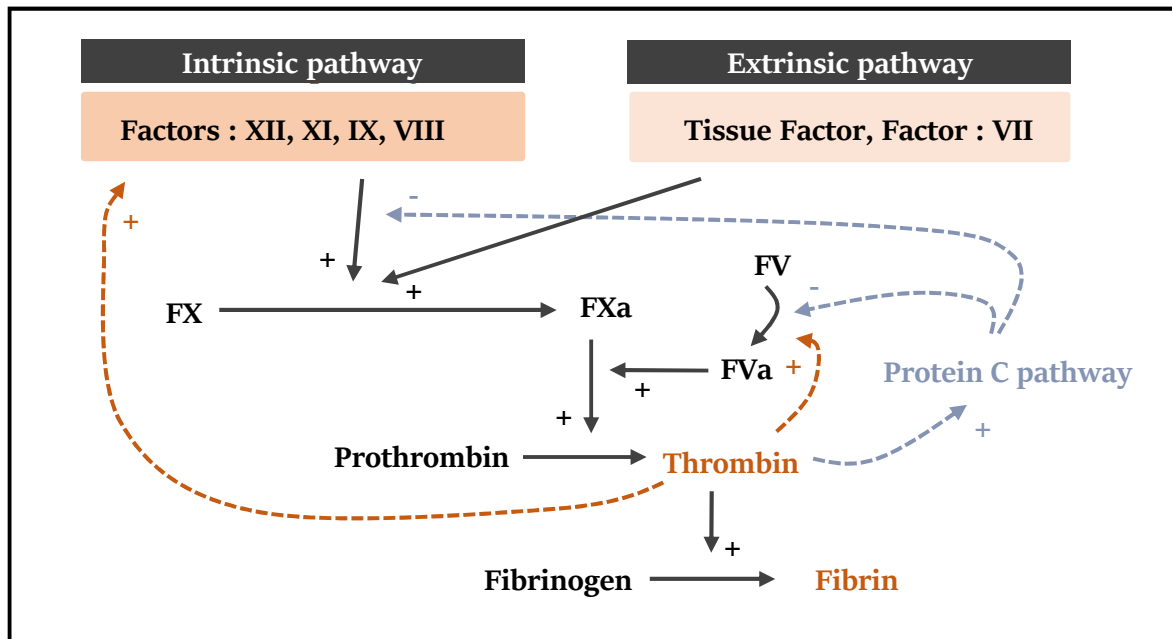 Intrinsic pathway
Extrinsic pathway
Factors : XII, XI, IX, VIII
Tissue Factor, Factor : VII
-
+
+
+
FV
-
FX
FXa
FVa
+
+
Protein C pathway
+
+
Prothrombin
Thrombin
+
Fibrinogen
Fibrin